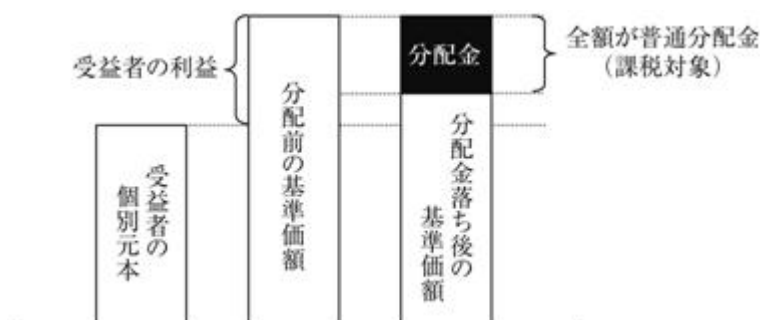 受益者の利益
受益者の
個別元本
分配前の基準価額
分配金
分配金落ち後の
基準価額
全額が普通分配金
（課税対象）